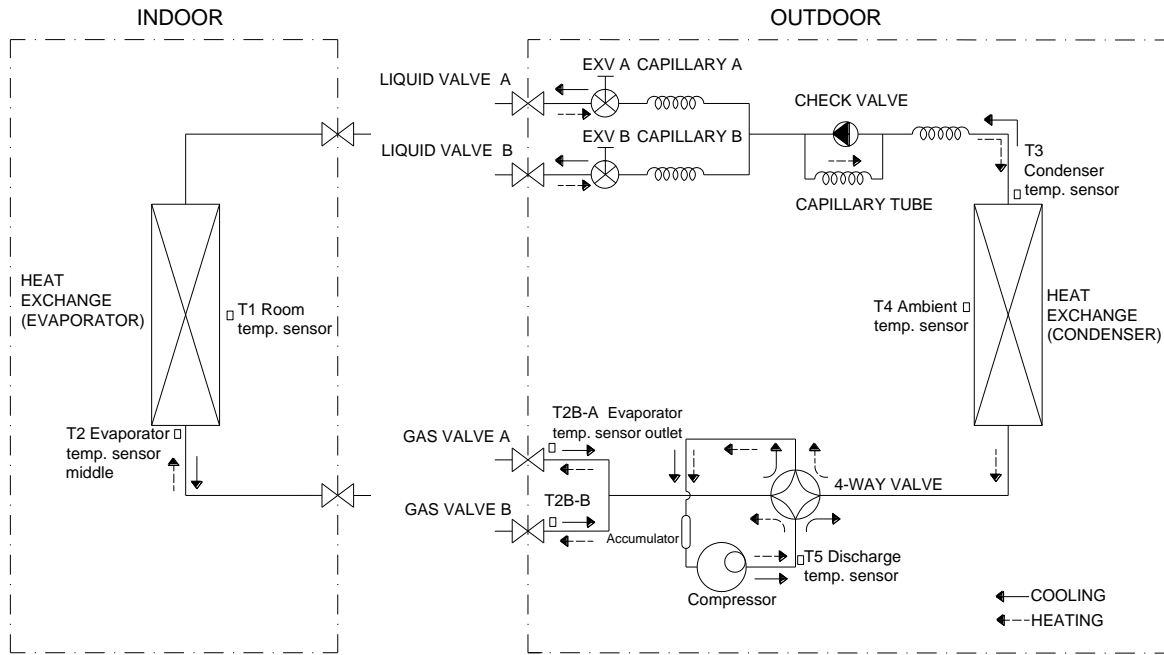 INDOOR
OUTDOOR
LIQUID VALVE A
EXV A CAPILLARY A
CHECK VALVE
LIQUID VALVE B
EXV B CAPILLARY B
T3
Condenser
temp. sensor
CAPILLARY TUBE
HEAT
EXCHANGE
(EVAPORATOR)
T1 Room
temp. sensor
T4 Ambient
temp. sensor
HEAT
EXCHANGE
(CONDENSER)
T2 Evaporator
temp. sensor
middle
GAS VALVE A
T2B-A Evaporator
temp. sensor outlet
4-WAY VALVE
GAS VALVE B
T2B-B
Accumulator
T5 Discharge
temp. sensor
Compressor
COOLING
HEATING